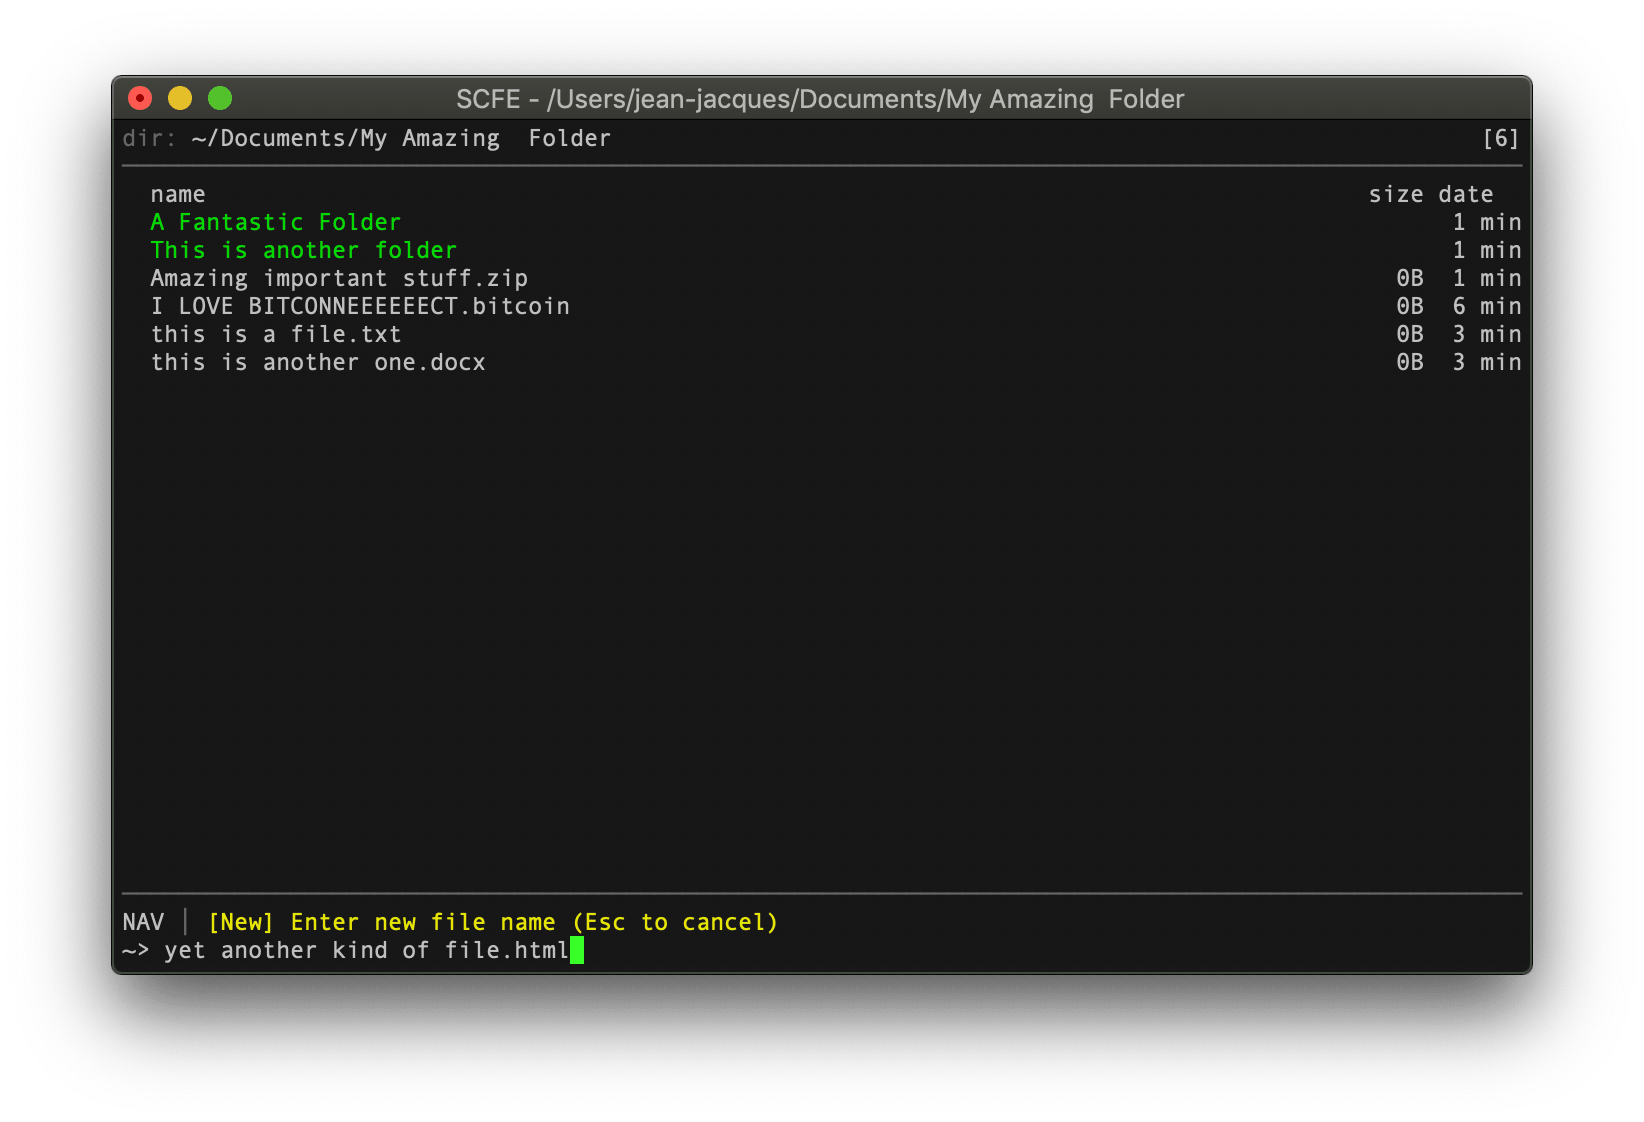 SCFE - /Users/jean-jacques/Documents/My Amazing  Folder
dir: ~/Documents/My Amazing  Folder [6]
name size date
A Fantastic Folder 1 min
This is another folder 1 min
Amazing important stuff.zip 0B 1 min
I LOVE BITCONNEEEEEECT.bitcoin 0B 6 min
this is a file.txt 0B 3 min
this is another one.docx 0B 3 min
NAV │ [New] Enter new file name (Esc to cancel)
~> yet another kind of file.html